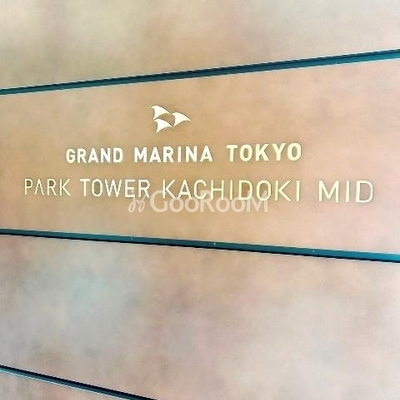 GRAND MARINA TOKYO
PARK TOWER KACHIDOKI MID
GOOROOM